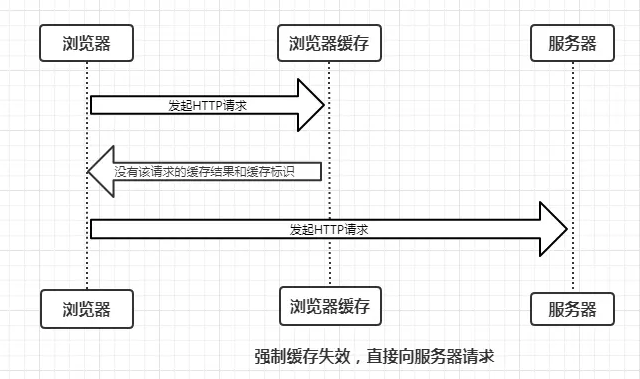 浏览器
浏览器缓存
服务器
发起HTTP请求
没有该请求的缓存结果和缓存标识
发起HTTP请求
浏览器
浏览器缓存
服务器
强制缓存失效，直接向服务器请求